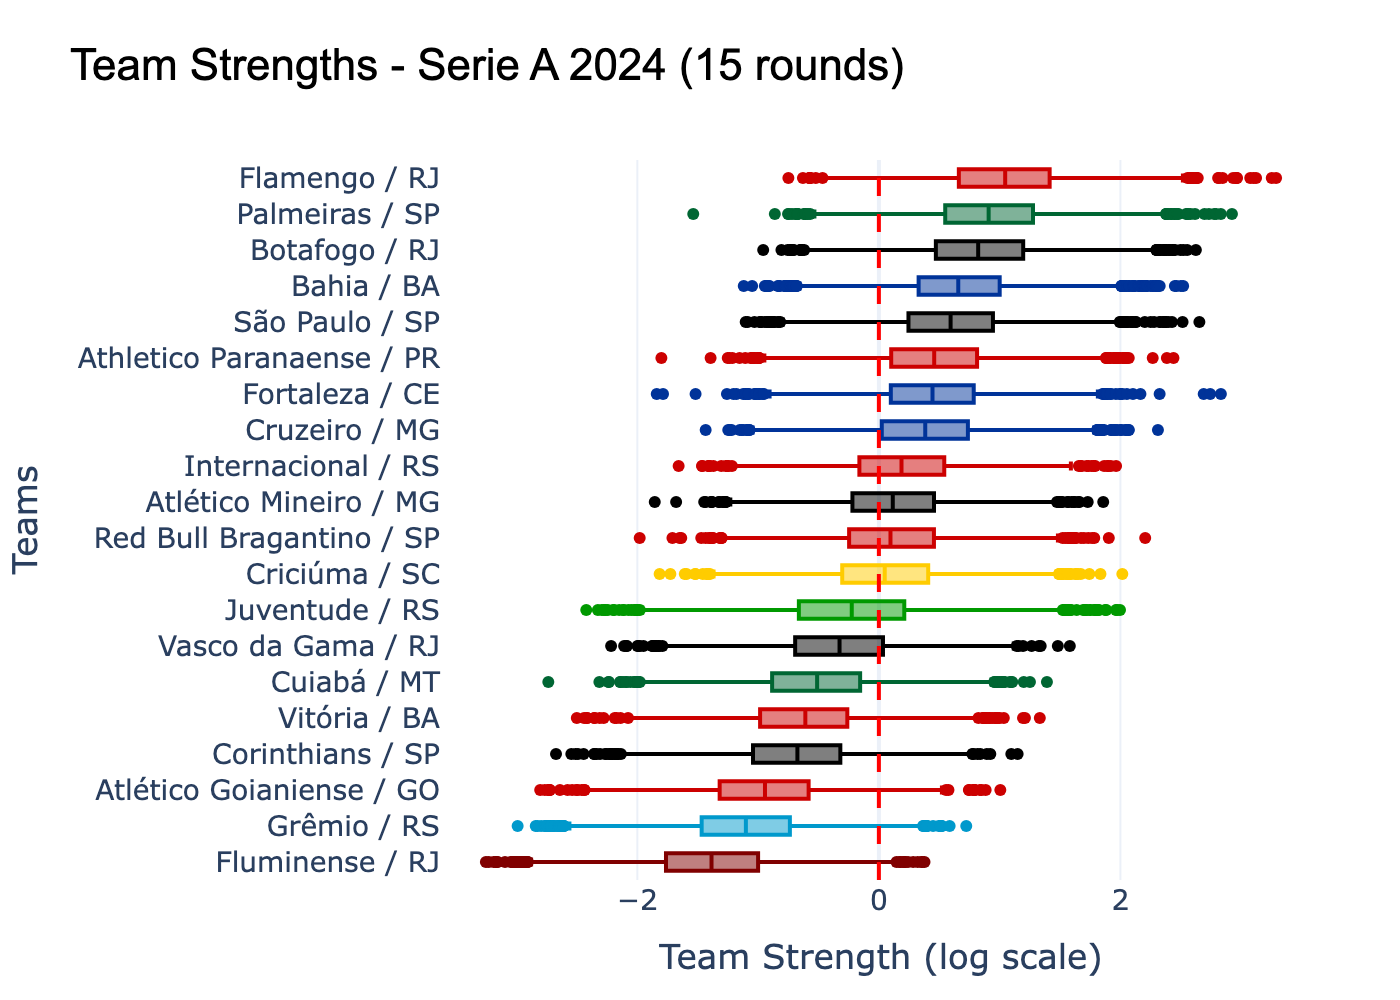 Team Strengths - Serie A 2024 (15 rounds)
Flamengo / RJ
Palmeiras / SP
Botafogo / RJ
Bahia / BA
São Paulo / SP
Athletico Paranaense / PR
Fortaleza / CE
Cruzeiro / MG
Internacional / RS
Atlético Mineiro / MG
Red Bull Bragantino / SP
Criciúma / SC
Juventude / RS
Vasco da Gama / RJ
Cuiabá / MT
Vitória / BA
Corinthians / SP
Atlético Goianiense / GO
Grêmio / RS
Fluminense / RJ
Teams
−2 0 2
Team Strength (log scale)